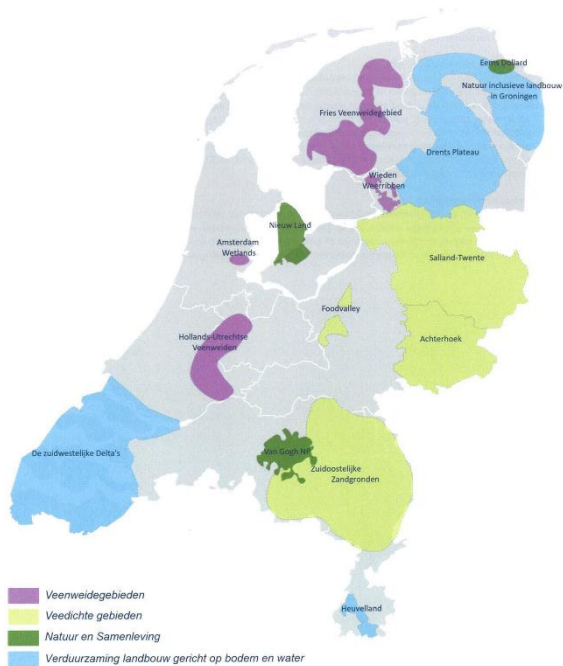 Eems Dollard
Natuur inclusieve landbouw
in Groningen
Fries Veenweidegebied
Drents Plateau
Wieden
Weerribben
Nieuw Land
Amsterdam
Wetlands
Salland-Twente
Foodvalley
Hollands-Utrechtse
Veenweiden
Achterhoek
De zuidwestelijke Delta's
Van Gogh NP
Zuidoostelijke
Zandgronden
Heuvelland
Veenweidegebieden
Veedichte gebieden
Natuur en Samenleving
Verduurzaming landbouw gericht op bodem en water